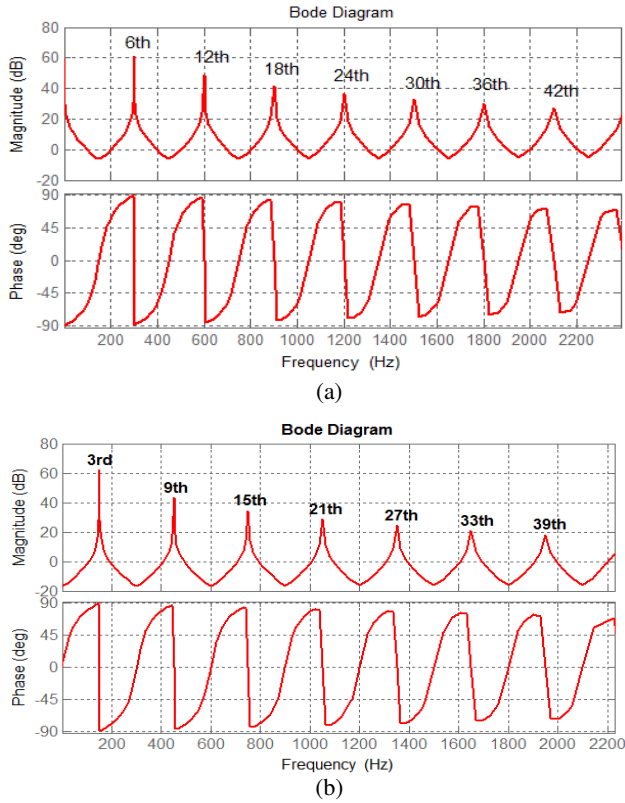 Bode Diagram
Magnitude (dB)
80
60
40
20
0
-20
6th
12th
18th
24th
30th
36th
42th
Phase (deg)
90
45
0
-45
-90
200 400 600 800 1000 1200 1400 1600 1800 2000 2200
Frequency (Hz)
(a)
Bode Diagram
Magnitude (dB)
80
60
40
20
0
-20
3rd
9th
15th
21th
27th
33th
39th
Phase (deg)
90
45
0
-45
-90
200 400 600 800 1000 1200 1400 1600 1800 2000 2200
Frequency (Hz)
(b)